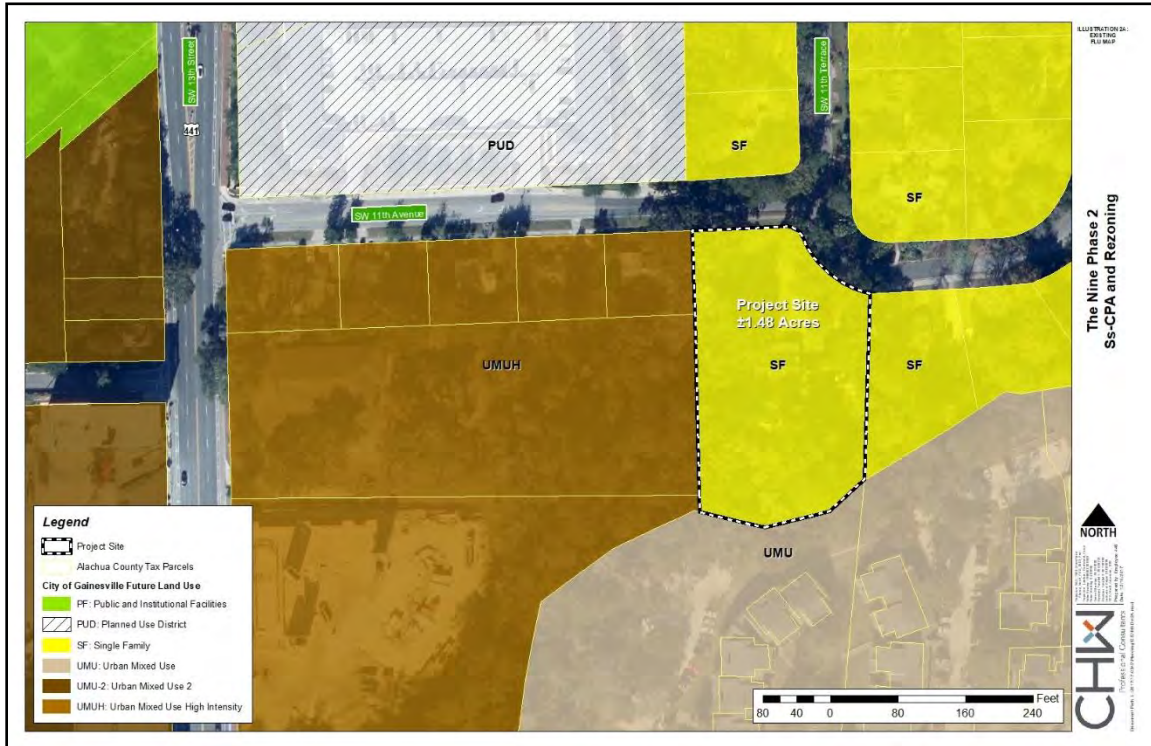 ILLUSTRATION 2A:
EXISTING
FLU MAP
SW 13th Street
441
SW 11th Terrace
PUD
SF
SF
SW 11th Avenue
Project Site
±1.48 Acres
SF
SF
UMUH
UMU
The Nine Phase 2
Ss-CPA and Rezoning
Legend
Project Site
Alachua County Tax Parcels
City of Gainesville Future Land Use
PF: Public and Institutional Facilities
PUD: Planned Use District
SF: Single Family
UMU: Urban Mixed Use
UMU-2: Urban Mixed Use 2
UMUH: Urban Mixed Use High Intensity
Feet
80 40 0 80 160 240
NORTH
CHW
Professional Consultants